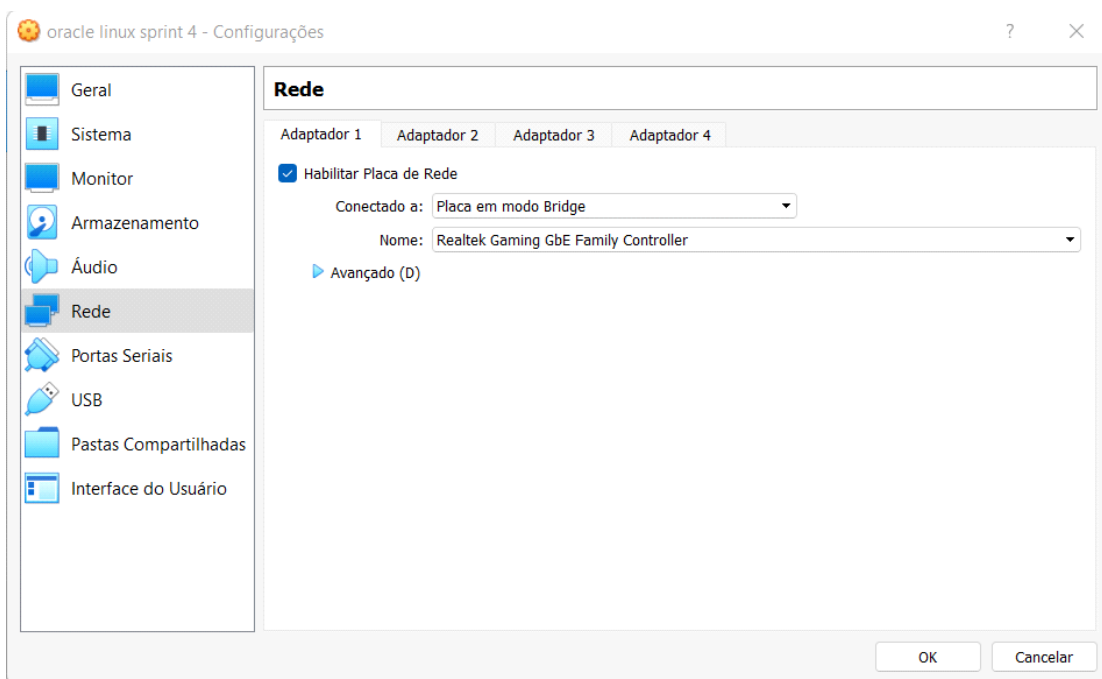 oracle linux sprint 4 - Configurações
?
Geral
Sistema
Monitor
Armazenamento
Áudio
Rede
Portas Seriais
USB
Pastas Compartilhadas
Interface do Usuário
Rede
Adaptador 1 Adaptador 2 Adaptador 3 Adaptador 4
Habilitar Placa de Rede
Conectado a: Placa em modo Bridge
Nome: Realtek Gaming GbE Family Controller
Avançado (D)
OK Cancelar